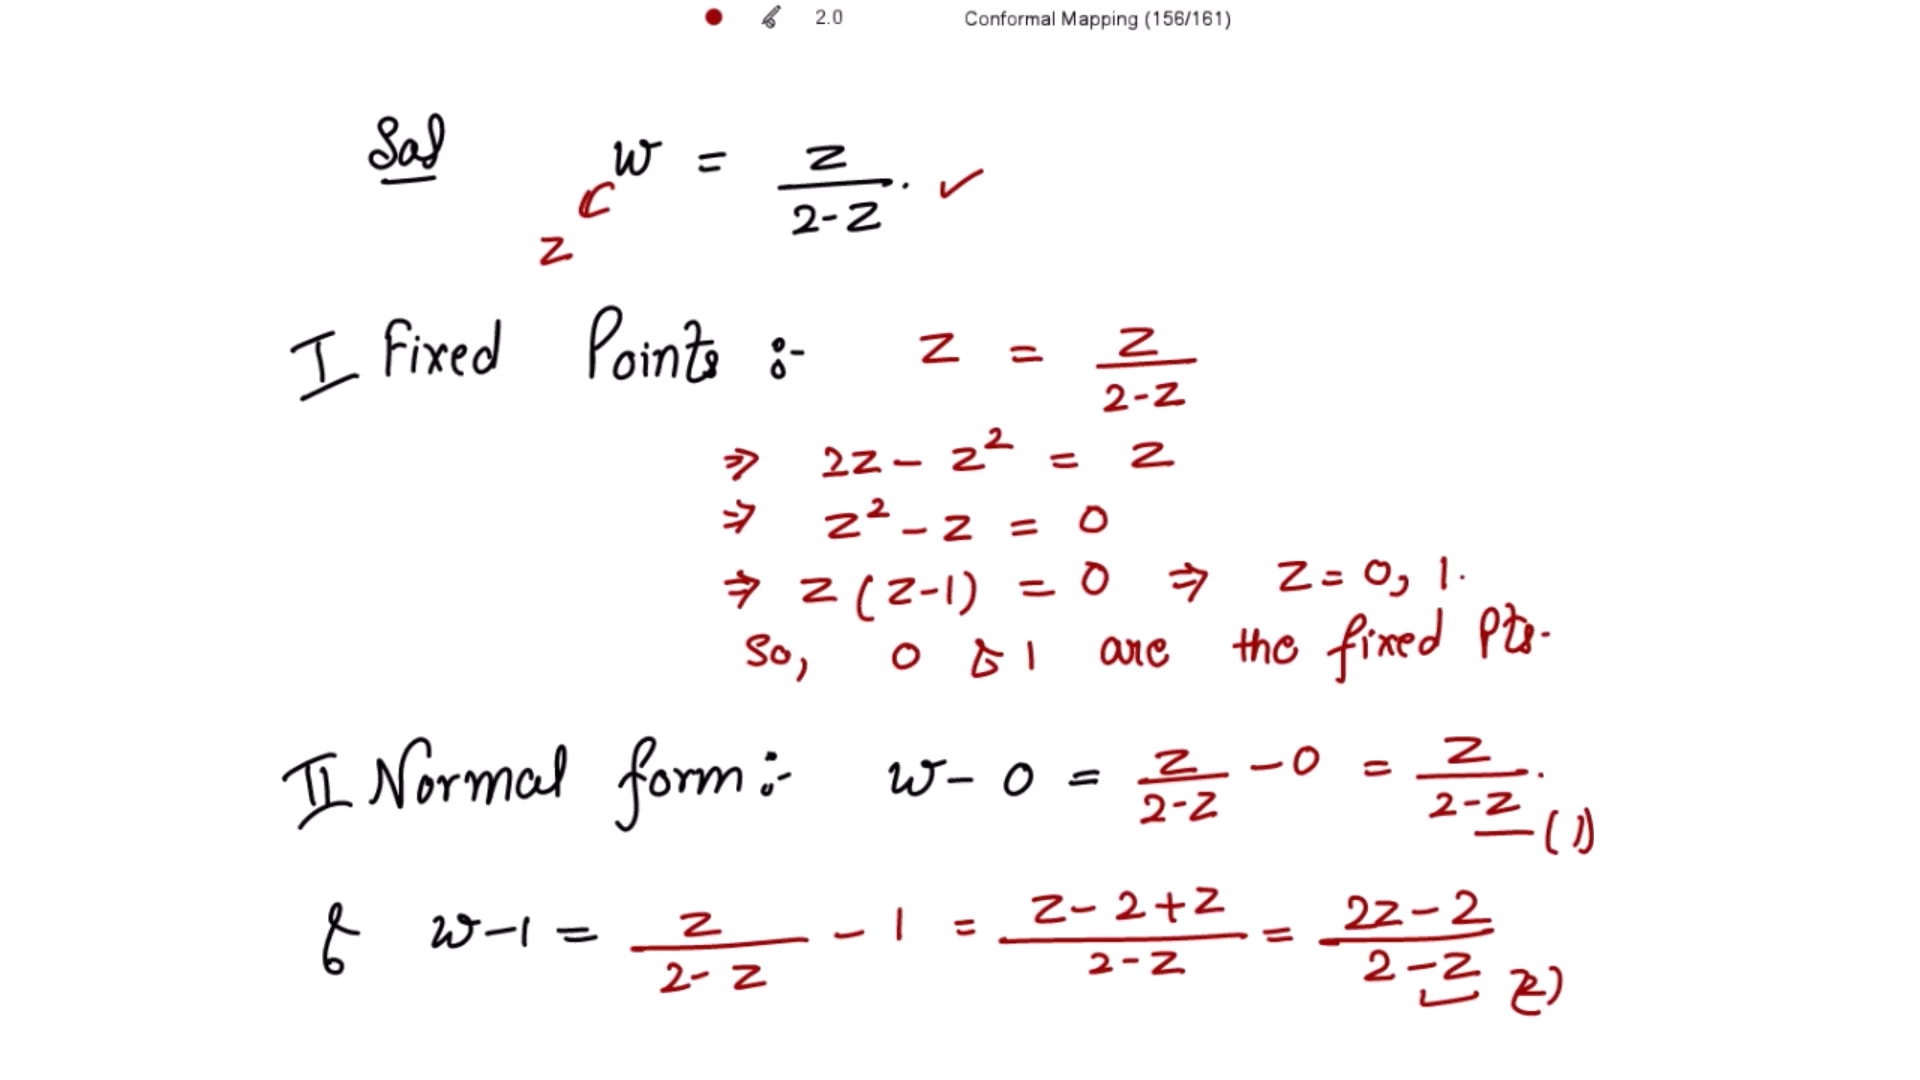 2.0 Conformal Mapping (156/161)
Sol w = z/(2-z). ✓
C
z
I Fixed Points :- z = z/(2-z)
⇒ 2z - z² = z
⇒ z² - z = 0
⇒ z(z-1) = 0 ⇒ z = 0, 1.
So, 0 & 1 are the fixed pts.
II Normal form :- w - 0 = z/(2-z) - 0 = z/(2-z). — (1)
& w - 1 = z/(2-z) - 1 = (z-2+z)/(2-z) = (2z-2)/(2-z) — (2)